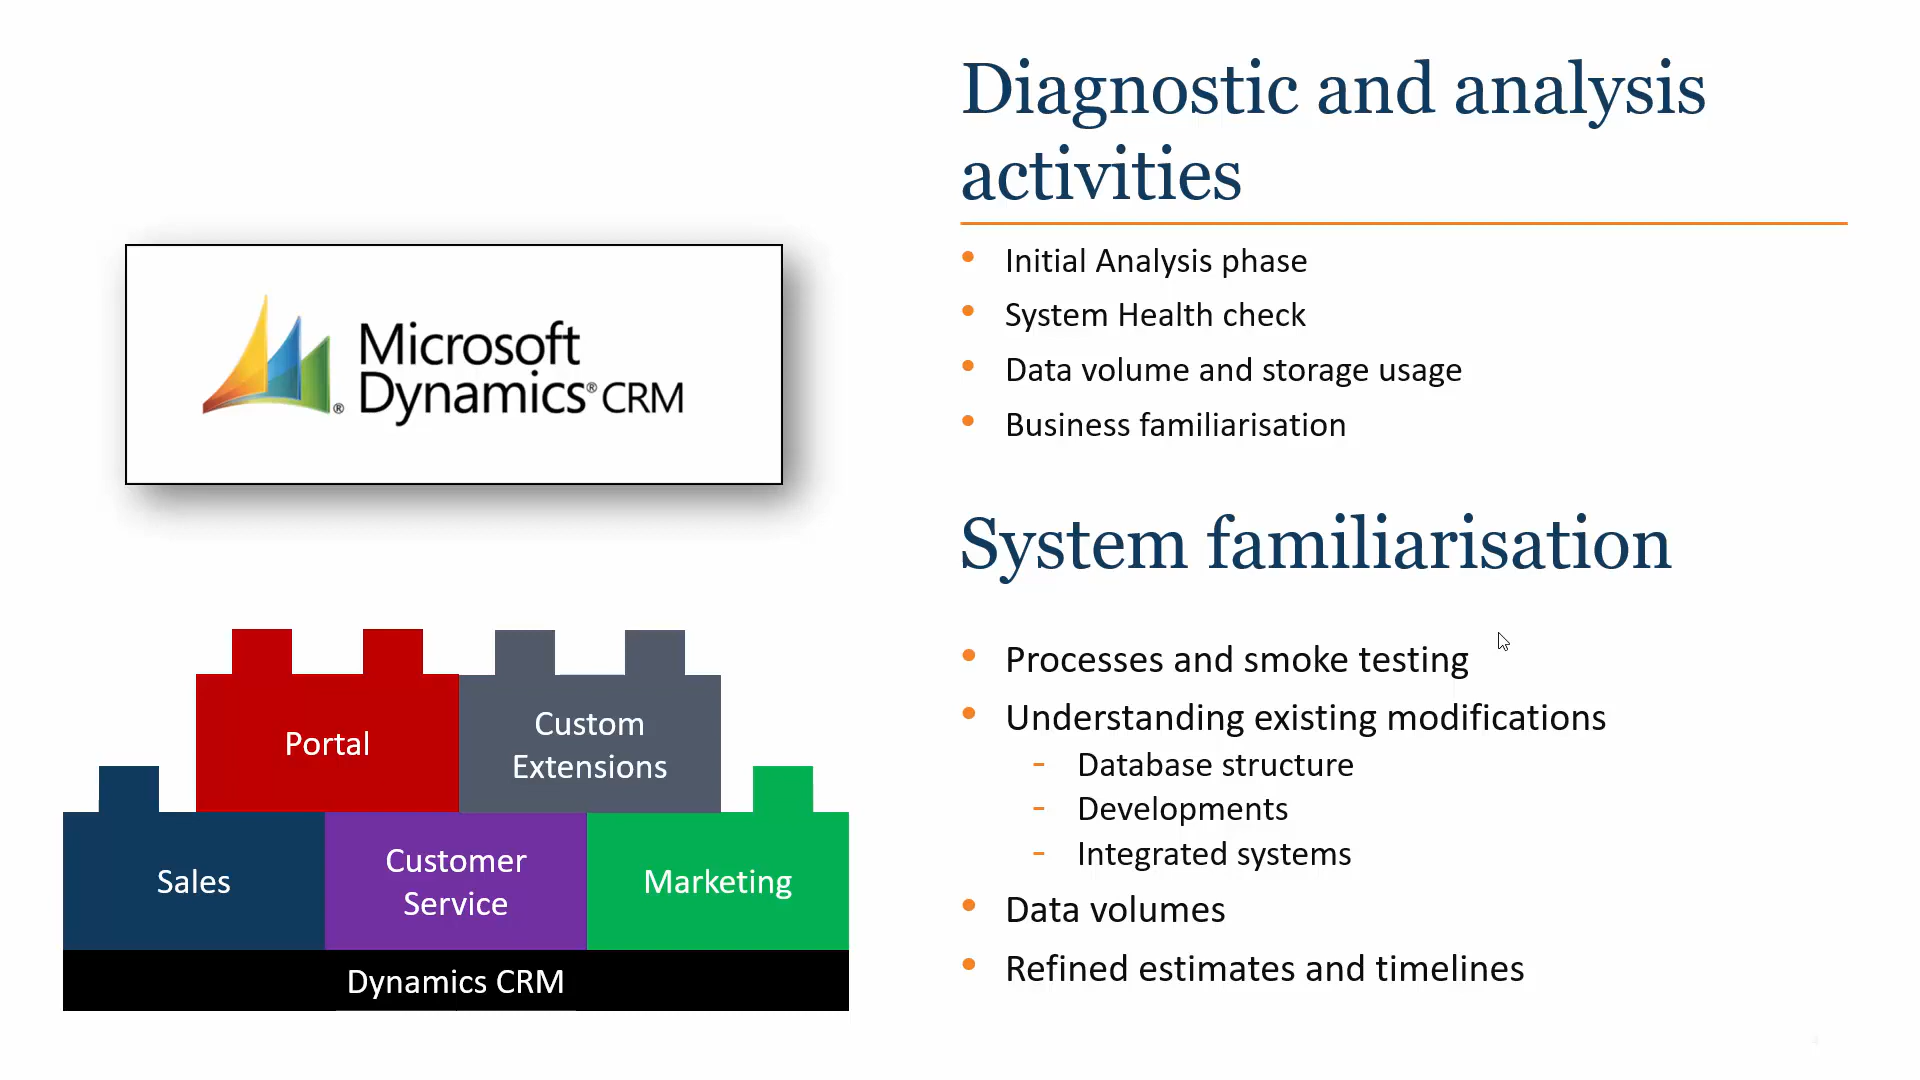 Diagnostic and analysis
activities
• Initial Analysis phase
• System Health check
• Data volume and storage usage
• Business familiarisation
Microsoft
Dynamics® CRM
®
System familiarisation
• Processes and smoke testing
• Understanding existing modifications
- Database structure
- Developments
- Integrated systems
• Data volumes
• Refined estimates and timelines
Portal
Custom
Extensions
Sales
Customer
Service
Marketing
Dynamics CRM